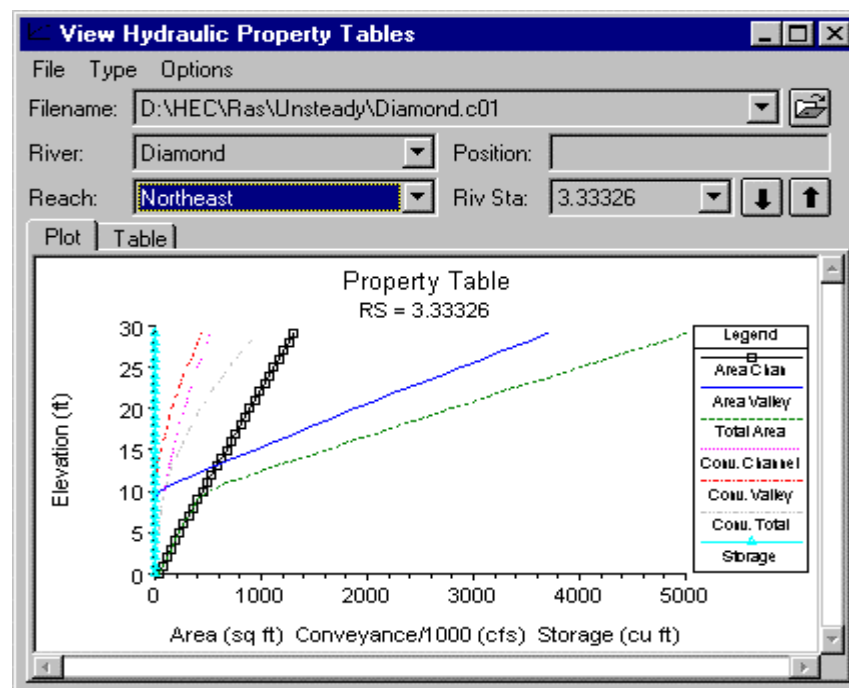 View Hydraulic Property Tables
File Type Options
Filename: D:\HEC\Ras\Unsteady\Diamond.c01
River: Diamond Position:
Reach: Northeast Riv Sta: 3.33326
Plot Table
Property Table
RS = 3.33326
Elevation (ft)
30
25
20
15
10
5
0
0 1000 2000 3000 4000 5000
Area (sq ft) Conveyance/1000 (cfs) Storage (cu ft)
Legend
Area Chan
Area Valley
Total Area
Conv. Channel
Conv. Valley
Conv. Total
Storage